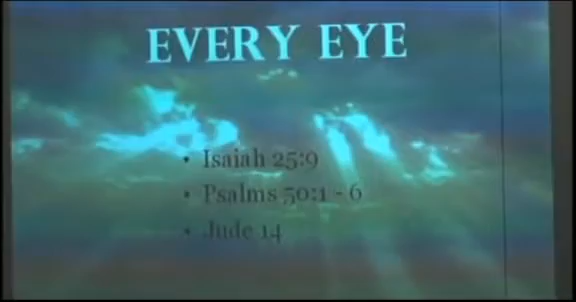 EVERY EYE
• Isaiah 25:9
• Psalms 50:1 - 6
• Jude 14